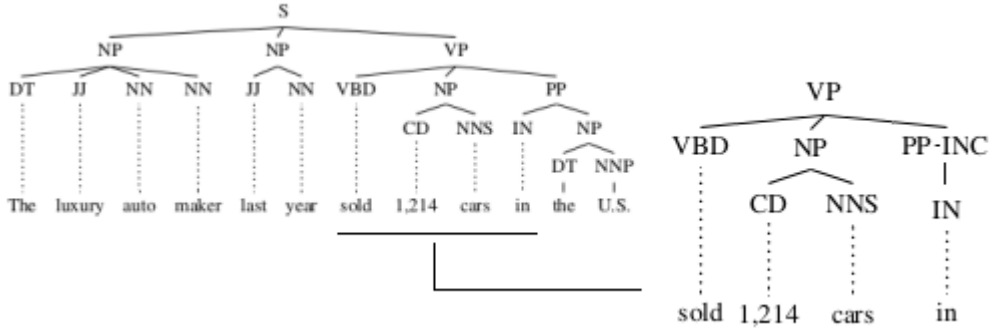 S
NP NP VP
DT JJ NN NN JJ NN VBD NP PP
CD NNS IN NP
DT NNP
The luxury auto maker last year sold 1,214 cars in the U.S.
VP
VBD NP PP-INC
CD NNS IN
sold 1,214 cars in